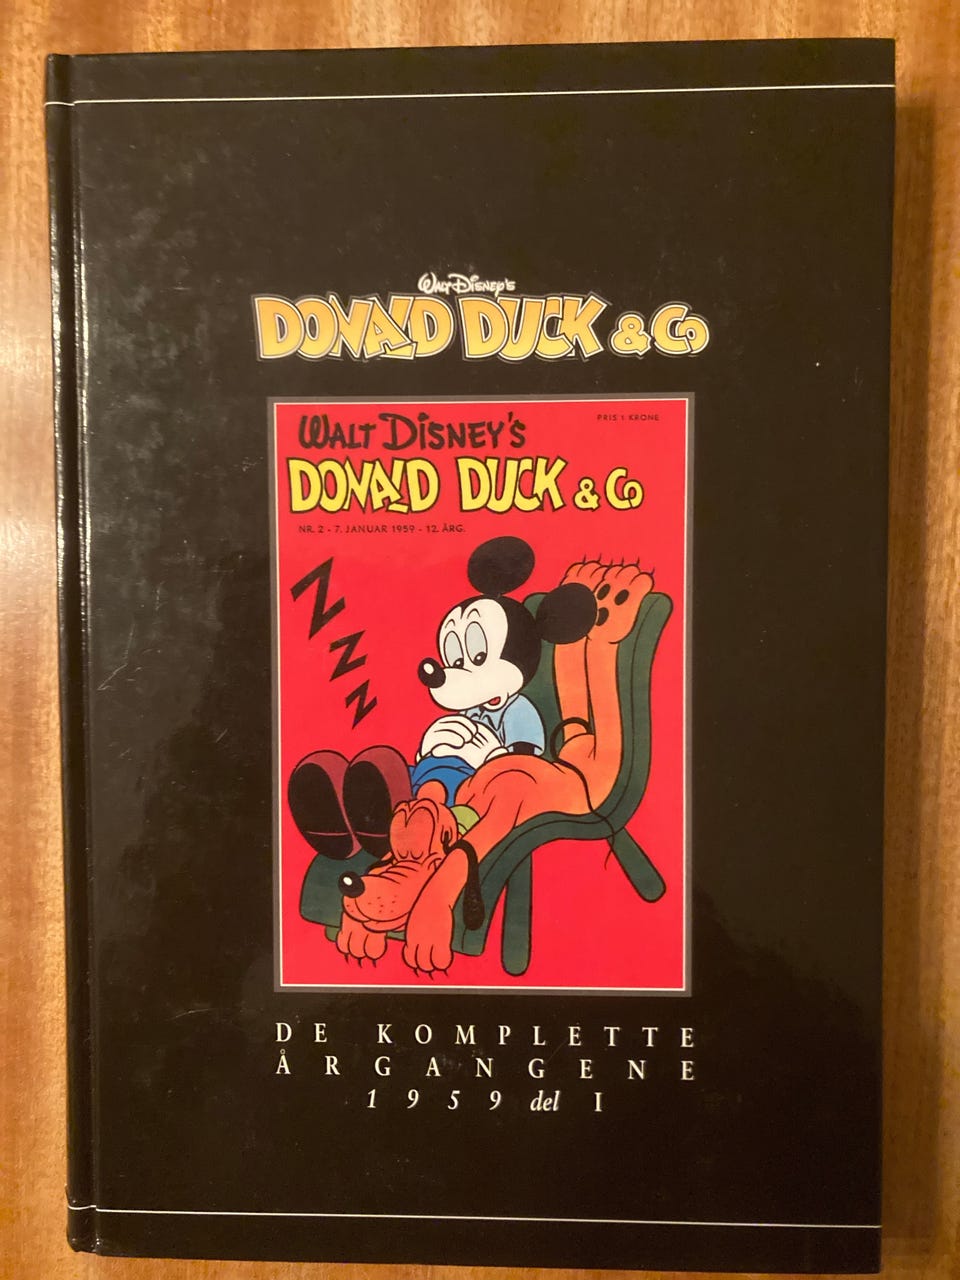 Walt Disney's
DONALD DUCK & Co
WALT DISNEY'S
PRIS 1 KRONE
DONALD DUCK & Co
NR. 2 - 7. JANUAR 1959 - 12. ÅRG.
Z
Z
Z
DE KOMPLETTE
ÅRGANGENE
1959 del I